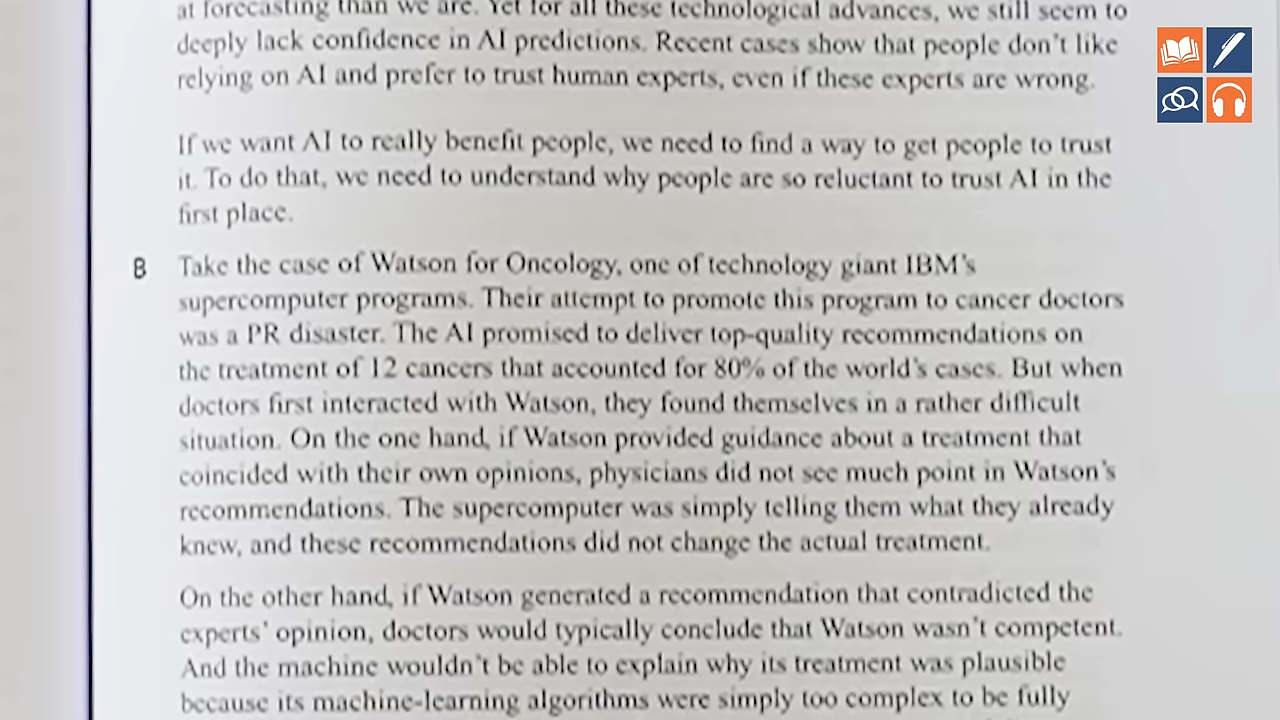 at forecasting than we are. Yet for all these technological advances, we still seem to
deeply lack confidence in AI predictions. Recent cases show that people don't like
relying on AI and prefer to trust human experts, even if these experts are wrong.
If we want AI to really benefit people, we need to find a way to get people to trust
it. To do that, we need to understand why people are so reluctant to trust AI in the
first place.
B Take the case of Watson for Oncology, one of technology giant IBM's
supercomputer programs. Their attempt to promote this program to cancer doctors
was a PR disaster. The AI promised to deliver top-quality recommendations on
the treatment of 12 cancers that accounted for 80% of the world's cases. But when
doctors first interacted with Watson, they found themselves in a rather difficult
situation. On the one hand, if Watson provided guidance about a treatment that
coincided with their own opinions, physicians did not see much point in Watson's
recommendations. The supercomputer was simply telling them what they already
knew, and these recommendations did not change the actual treatment.
On the other hand, if Watson generated a recommendation that contradicted the
experts' opinion, doctors would typically conclude that Watson wasn't competent.
And the machine wouldn't be able to explain why its treatment was plausible
because its machine-learning algorithms were simply too complex to be fully